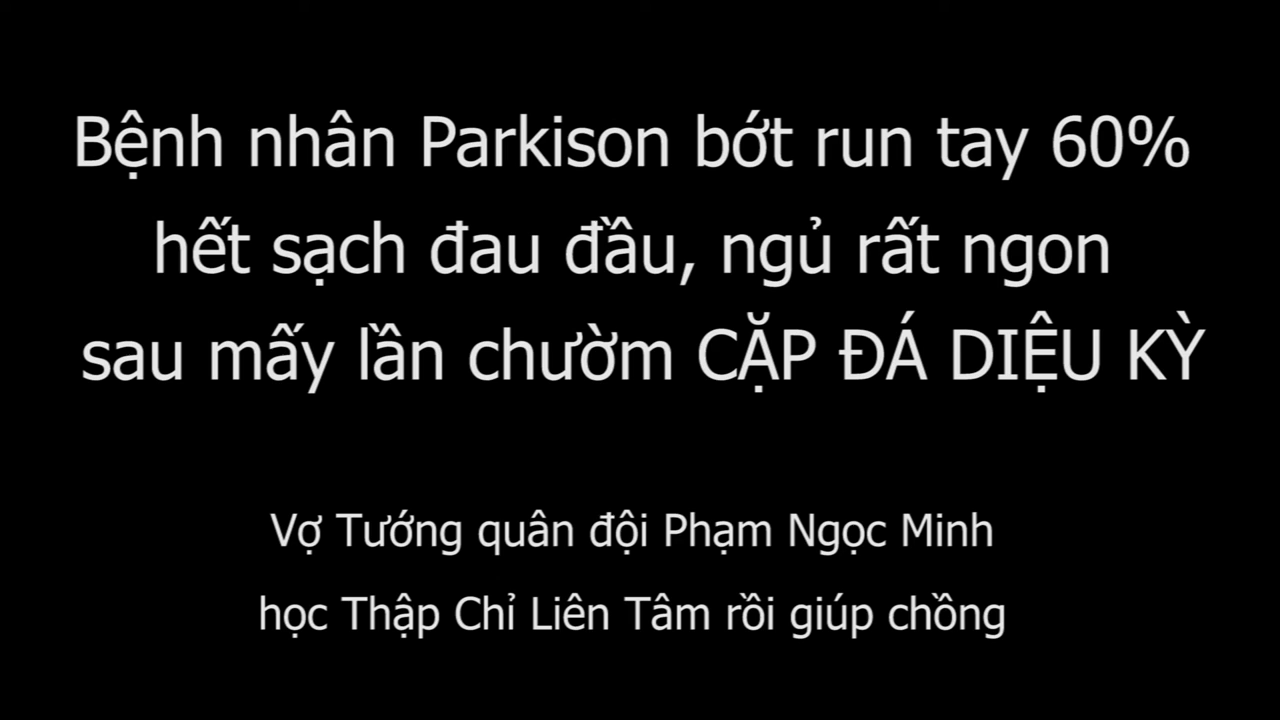 Bệnh nhân Parkison bớt run tay 60%
hết sạch đau đầu, ngủ rất ngon
sau mấy lần chườm CẶP ĐÁ DIỆU KỲ
Vợ Tướng quân đội Phạm Ngọc Minh
học Thập Chỉ Liên Tâm rồi giúp chồng